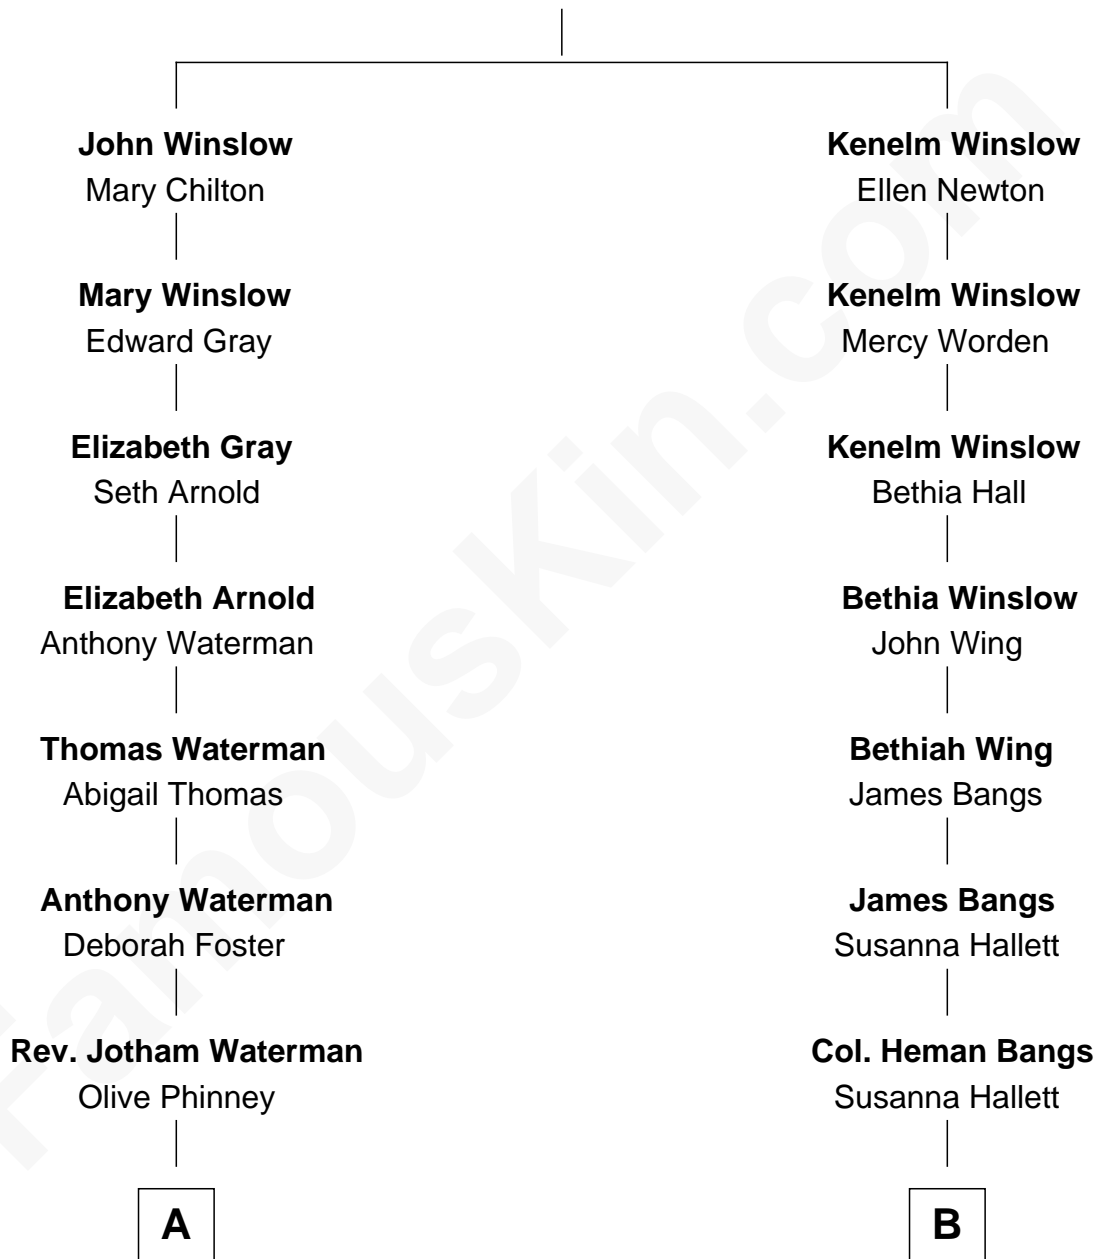 John Winslow
Mary Chilton
Mary Winslow
Edward Gray
Elizabeth Gray
Seth Arnold
Elizabeth Arnold
Anthony Waterman
Thomas Waterman
Abigail Thomas
Anthony Waterman
Deborah Foster
Rev. Jotham Waterman
Olive Phinney
A
Kenelm Winslow
Ellen Newton
Kenelm Winslow
Mercy Worden
Kenelm Winslow
Bethia Hall
Bethia Winslow
John Wing
Bethiah Wing
James Bangs
James Bangs
Susanna Hallett
Col. Heman Bangs
Susanna Hallett
B
FamousKin.com